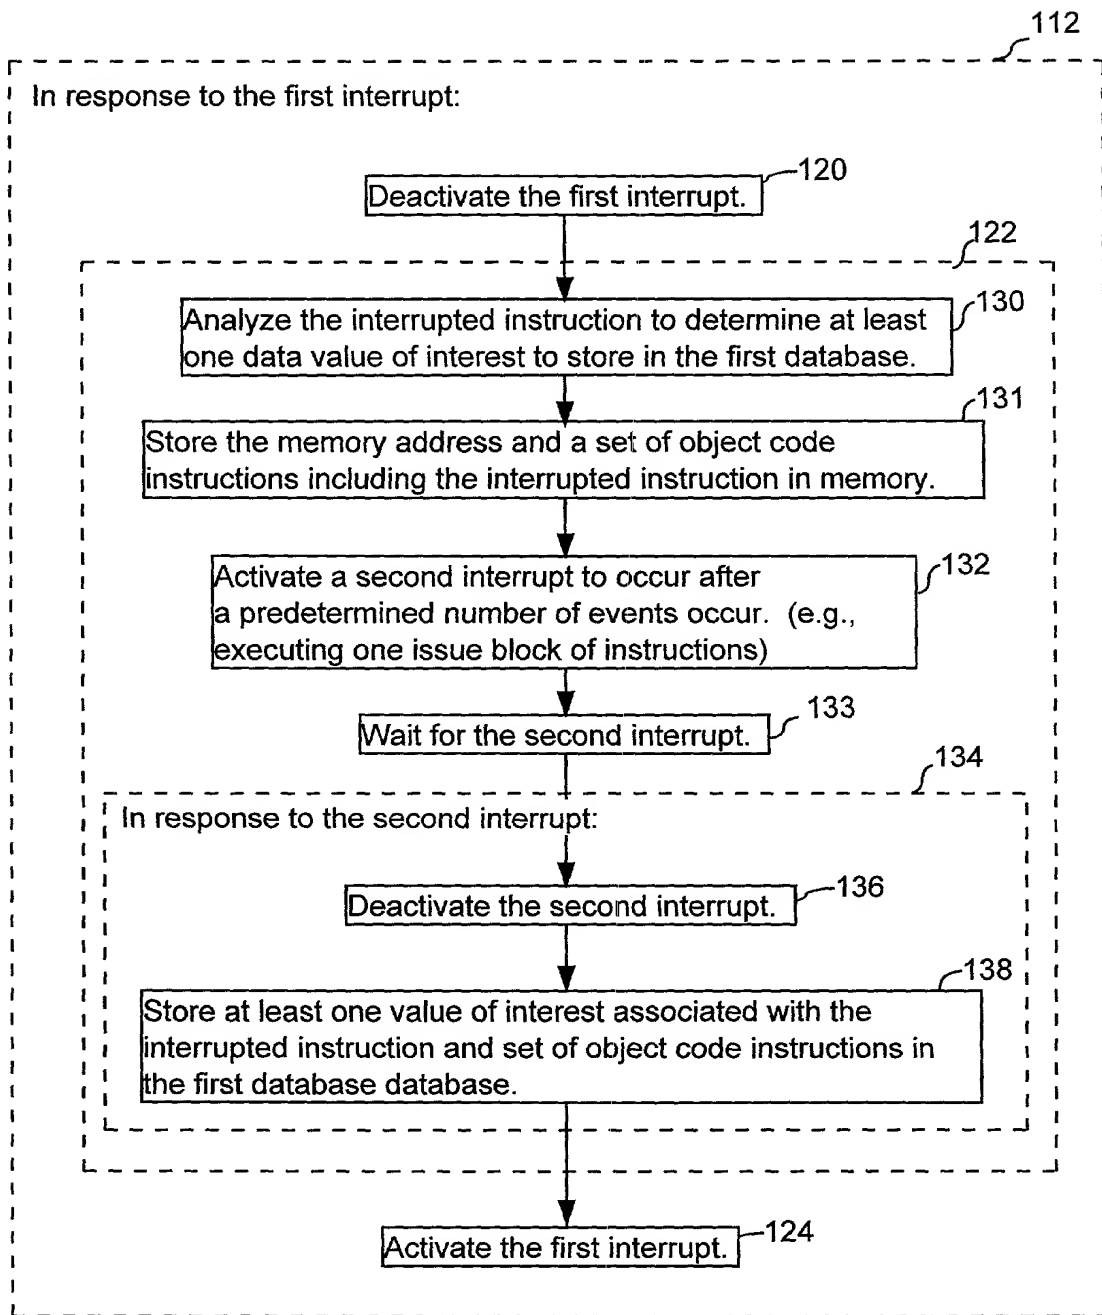 112
In response to the first interrupt:
120
Deactivate the first interrupt.
122
130
Analyze the interrupted instruction to determine at least
one data value of interest to store in the first database.
131
Store the memory address and a set of object code
instructions including the interrupted instruction in memory.
132
Activate a second interrupt to occur after
a predetermined number of events occur. (e.g.,
executing one issue block of instructions)
133
Wait for the second interrupt.
134
In response to the second interrupt:
136
Deactivate the second interrupt.
138
Store at least one value of interest associated with the
interrupted instruction and set of object code instructions in
the first database database.
124
Activate the first interrupt.